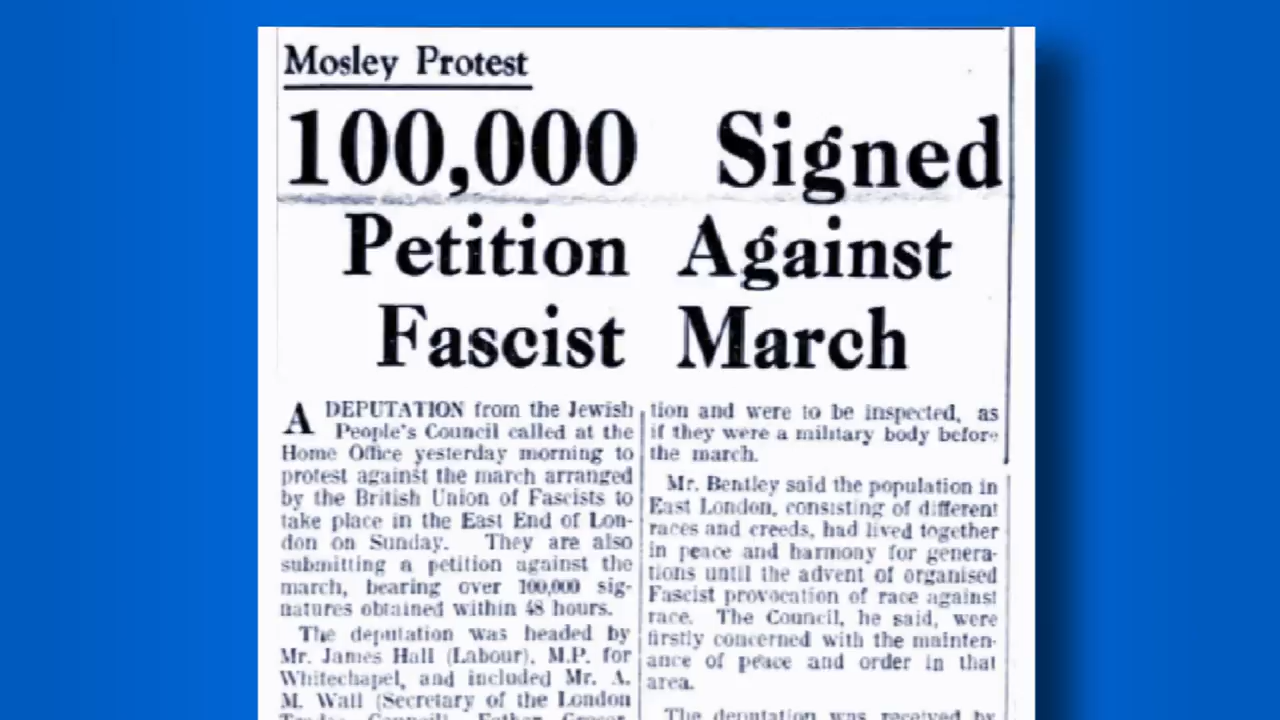 Mosley Protest
100,000 Signed
Petition Against
Fascist March
A DEPUTATION from the Jewish
People's Council called at the
Home Office yesterday morning to
protest against the march arranged
by the British Union of Fascists to
take place in the East End of Lon-
don on Sunday. They are also
submitting a petition against the
march, bearing over 100,000 sig-
natures obtained within 48 hours.
The deputation was headed by
Mr. James Hall (Labour), M.P. for
Whitechapel, and included Mr. A.
M. Wall (Secretary of the London
tion and were to be inspected, as
if they were a military body before
the march.
Mr. Bentley said the population in
East London, consisting of different
races and creeds, had lived together
in peace and harmony for genera-
tions until the advent of organised
Fascist provocation of race against
race. The Council, he said, were
firstly concerned with the mainten-
ance of peace and order in that
area.
The deputation was received by